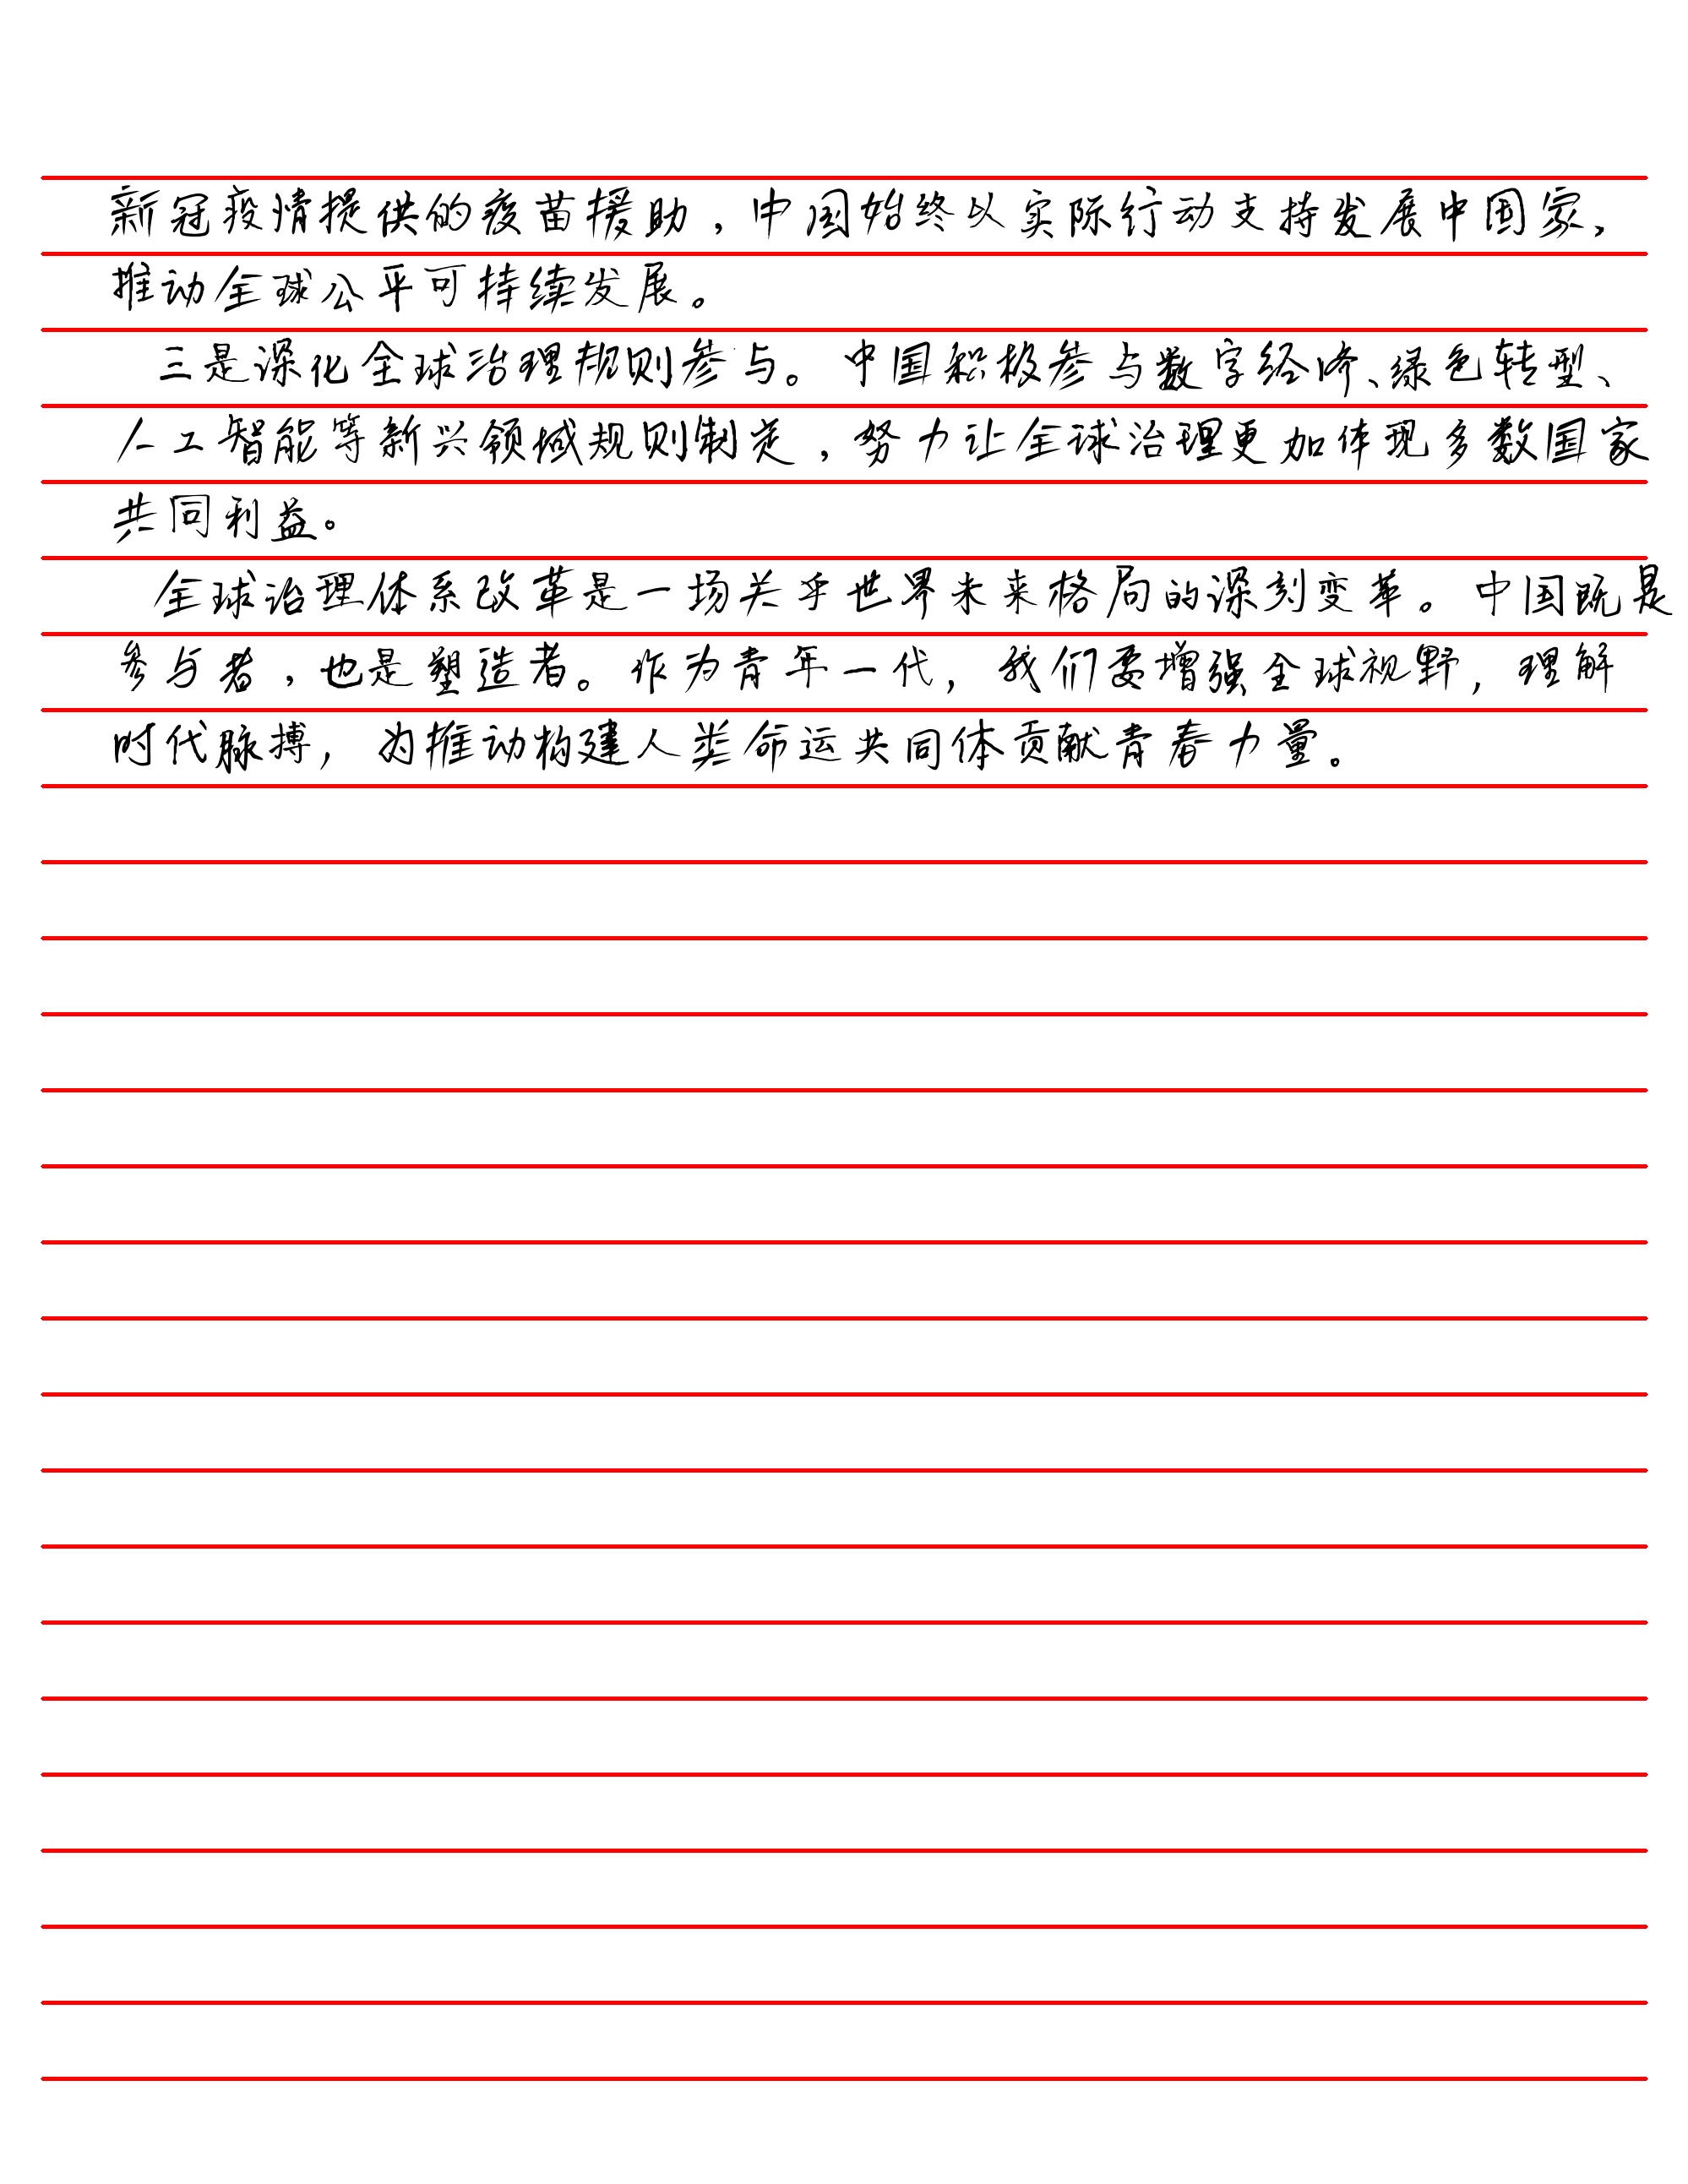 新冠疫情提供的疫苗援助，中国始终以实际行动支持发展中国家，
推动全球公平可持续发展。
三是深化全球治理规则参与。中国积极参与数字经济、绿色转型、
人工智能等新兴领域规则制定，努力让全球治理更加体现多数国家
共同利益。
全球治理体系改革是一场关乎世界未来格局的深刻变革。中国既是
参与者，也是塑造者。作为青年一代，我们要增强全球视野，理解
时代脉搏，为推动构建人类命运共同体贡献青春力量。